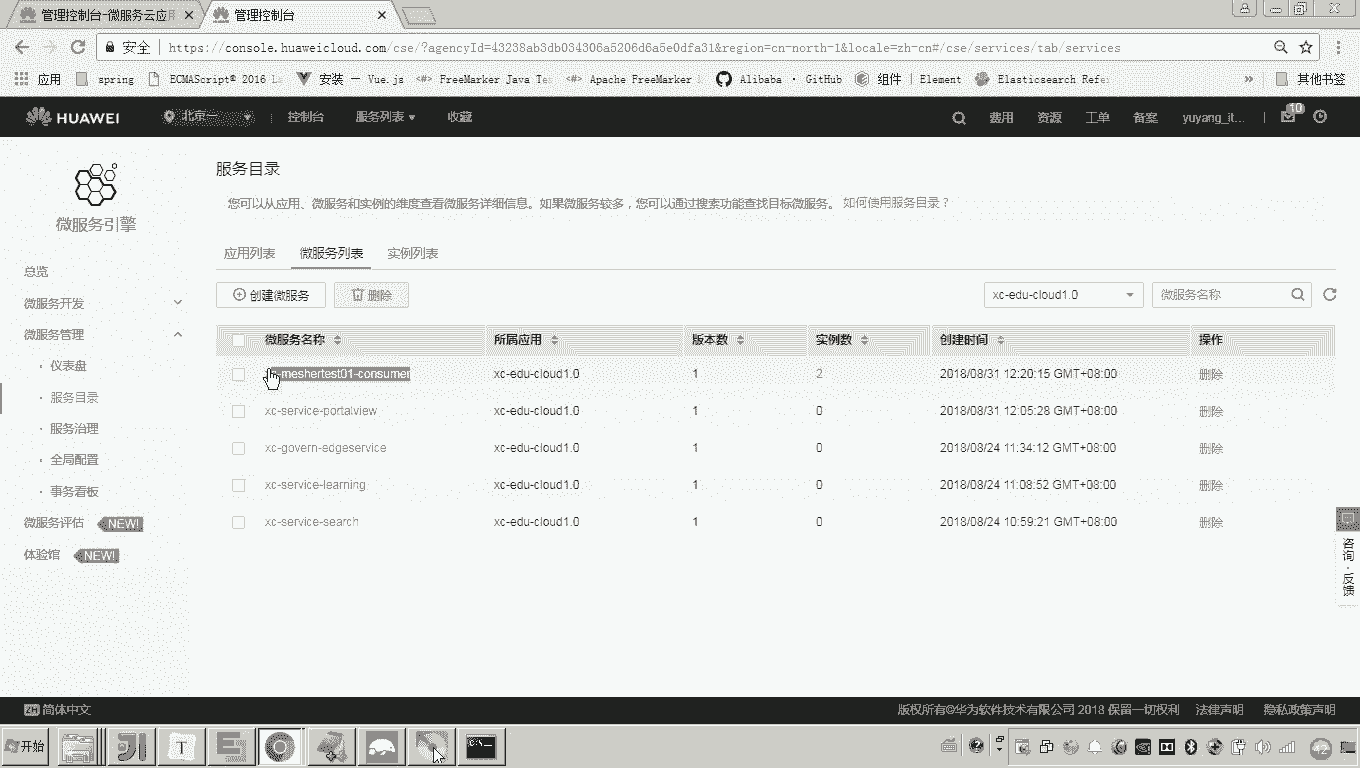 管理控制台-微服务云应用
管理控制台
安全 https://console.huaweicloud.com/cse/?agencyId=43238ab3db034306a5206d6a5e0dfa31&region=cn-north-1&locale=zh-cn#/cse/services/tab/services
应用 spring ECMAScript® 2016 La 安装 — Vue.js FreeMarker Java Te Apache FreeMarker Alibaba · GitHub 组件 | Element Elasticsearch Refe » 其他书签
HUAWEI 北京一 控制台 服务列表 收藏 费用 资源 工单 备案 yuyang_it... 10
微服务引擎
总览
微服务开发
微服务管理
· 仪表盘
· 服务目录
· 服务治理
· 全局配置
· 事务看板
微服务评估 NEW!
体验馆 NEW!
服务目录
您可以从应用、微服务和实例的维度查看微服务详细信息。如果微服务较多，您可以通过搜索功能查找目标微服务。 如何使用服务目录？
应用列表 微服务列表 实例列表
创建微服务 删除 xc-edu-cloud1.0 微服务名称
微服务名称 所属应用 版本数 实例数 创建时间 操作
-meshertest01-consumer xc-edu-cloud1.0 1 2 2018/08/31 12:20:15 GMT+08:00 删除
xc-service-portalview xc-edu-cloud1.0 1 0 2018/08/31 12:05:28 GMT+08:00 删除
xc-govern-edgeservice xc-edu-cloud1.0 1 0 2018/08/24 11:34:12 GMT+08:00 删除
xc-service-learning xc-edu-cloud1.0 1 0 2018/08/24 11:08:52 GMT+08:00 删除
xc-service-search xc-edu-cloud1.0 1 0 2018/08/24 10:59:21 GMT+08:00 删除
咨询·反馈
ZH 简体中文 版权所有©华为软件技术有限公司 2018 保留一切权利 法律声明 隐私政策声明
开始 42